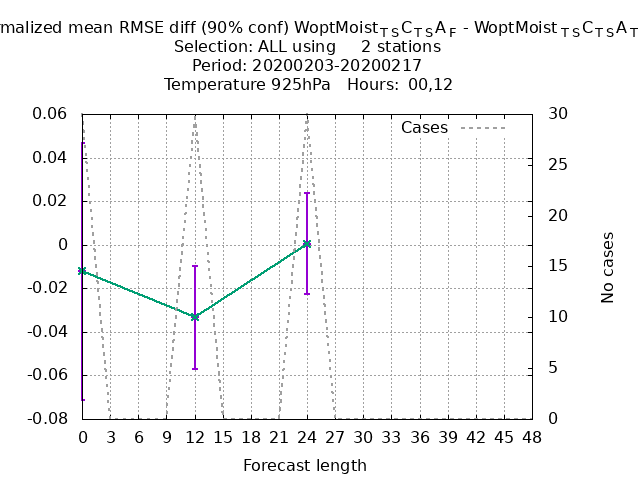 rmalized mean RMSE diff (90% conf) WoptMoistTSCTSAF - WoptMoistTSCTSAT
Selection: ALL using 2 stations
Period: 20200203-20200217
Temperature 925hPa Hours: 00,12
Cases
0.06
0.04
0.02
0
-0.02
-0.04
-0.06
-0.08
30
25
20
15
10
5
0
No cases
0 3 6 9 12 15 18 21 24 27 30 33 36 39 42 45 48
Forecast length